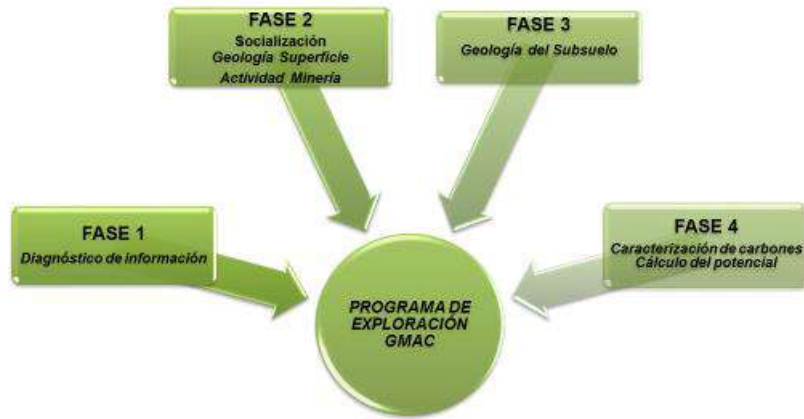 FASE 2
Socialización
Geología Superficie
Actividad Minería
FASE 3
Geología del Subsuelo
FASE 1
Diagnóstico de información
FASE 4
Caracterización de carbones
Cálculo del potencial
PROGRAMA DE
EXPLORACIÓN
GMAC